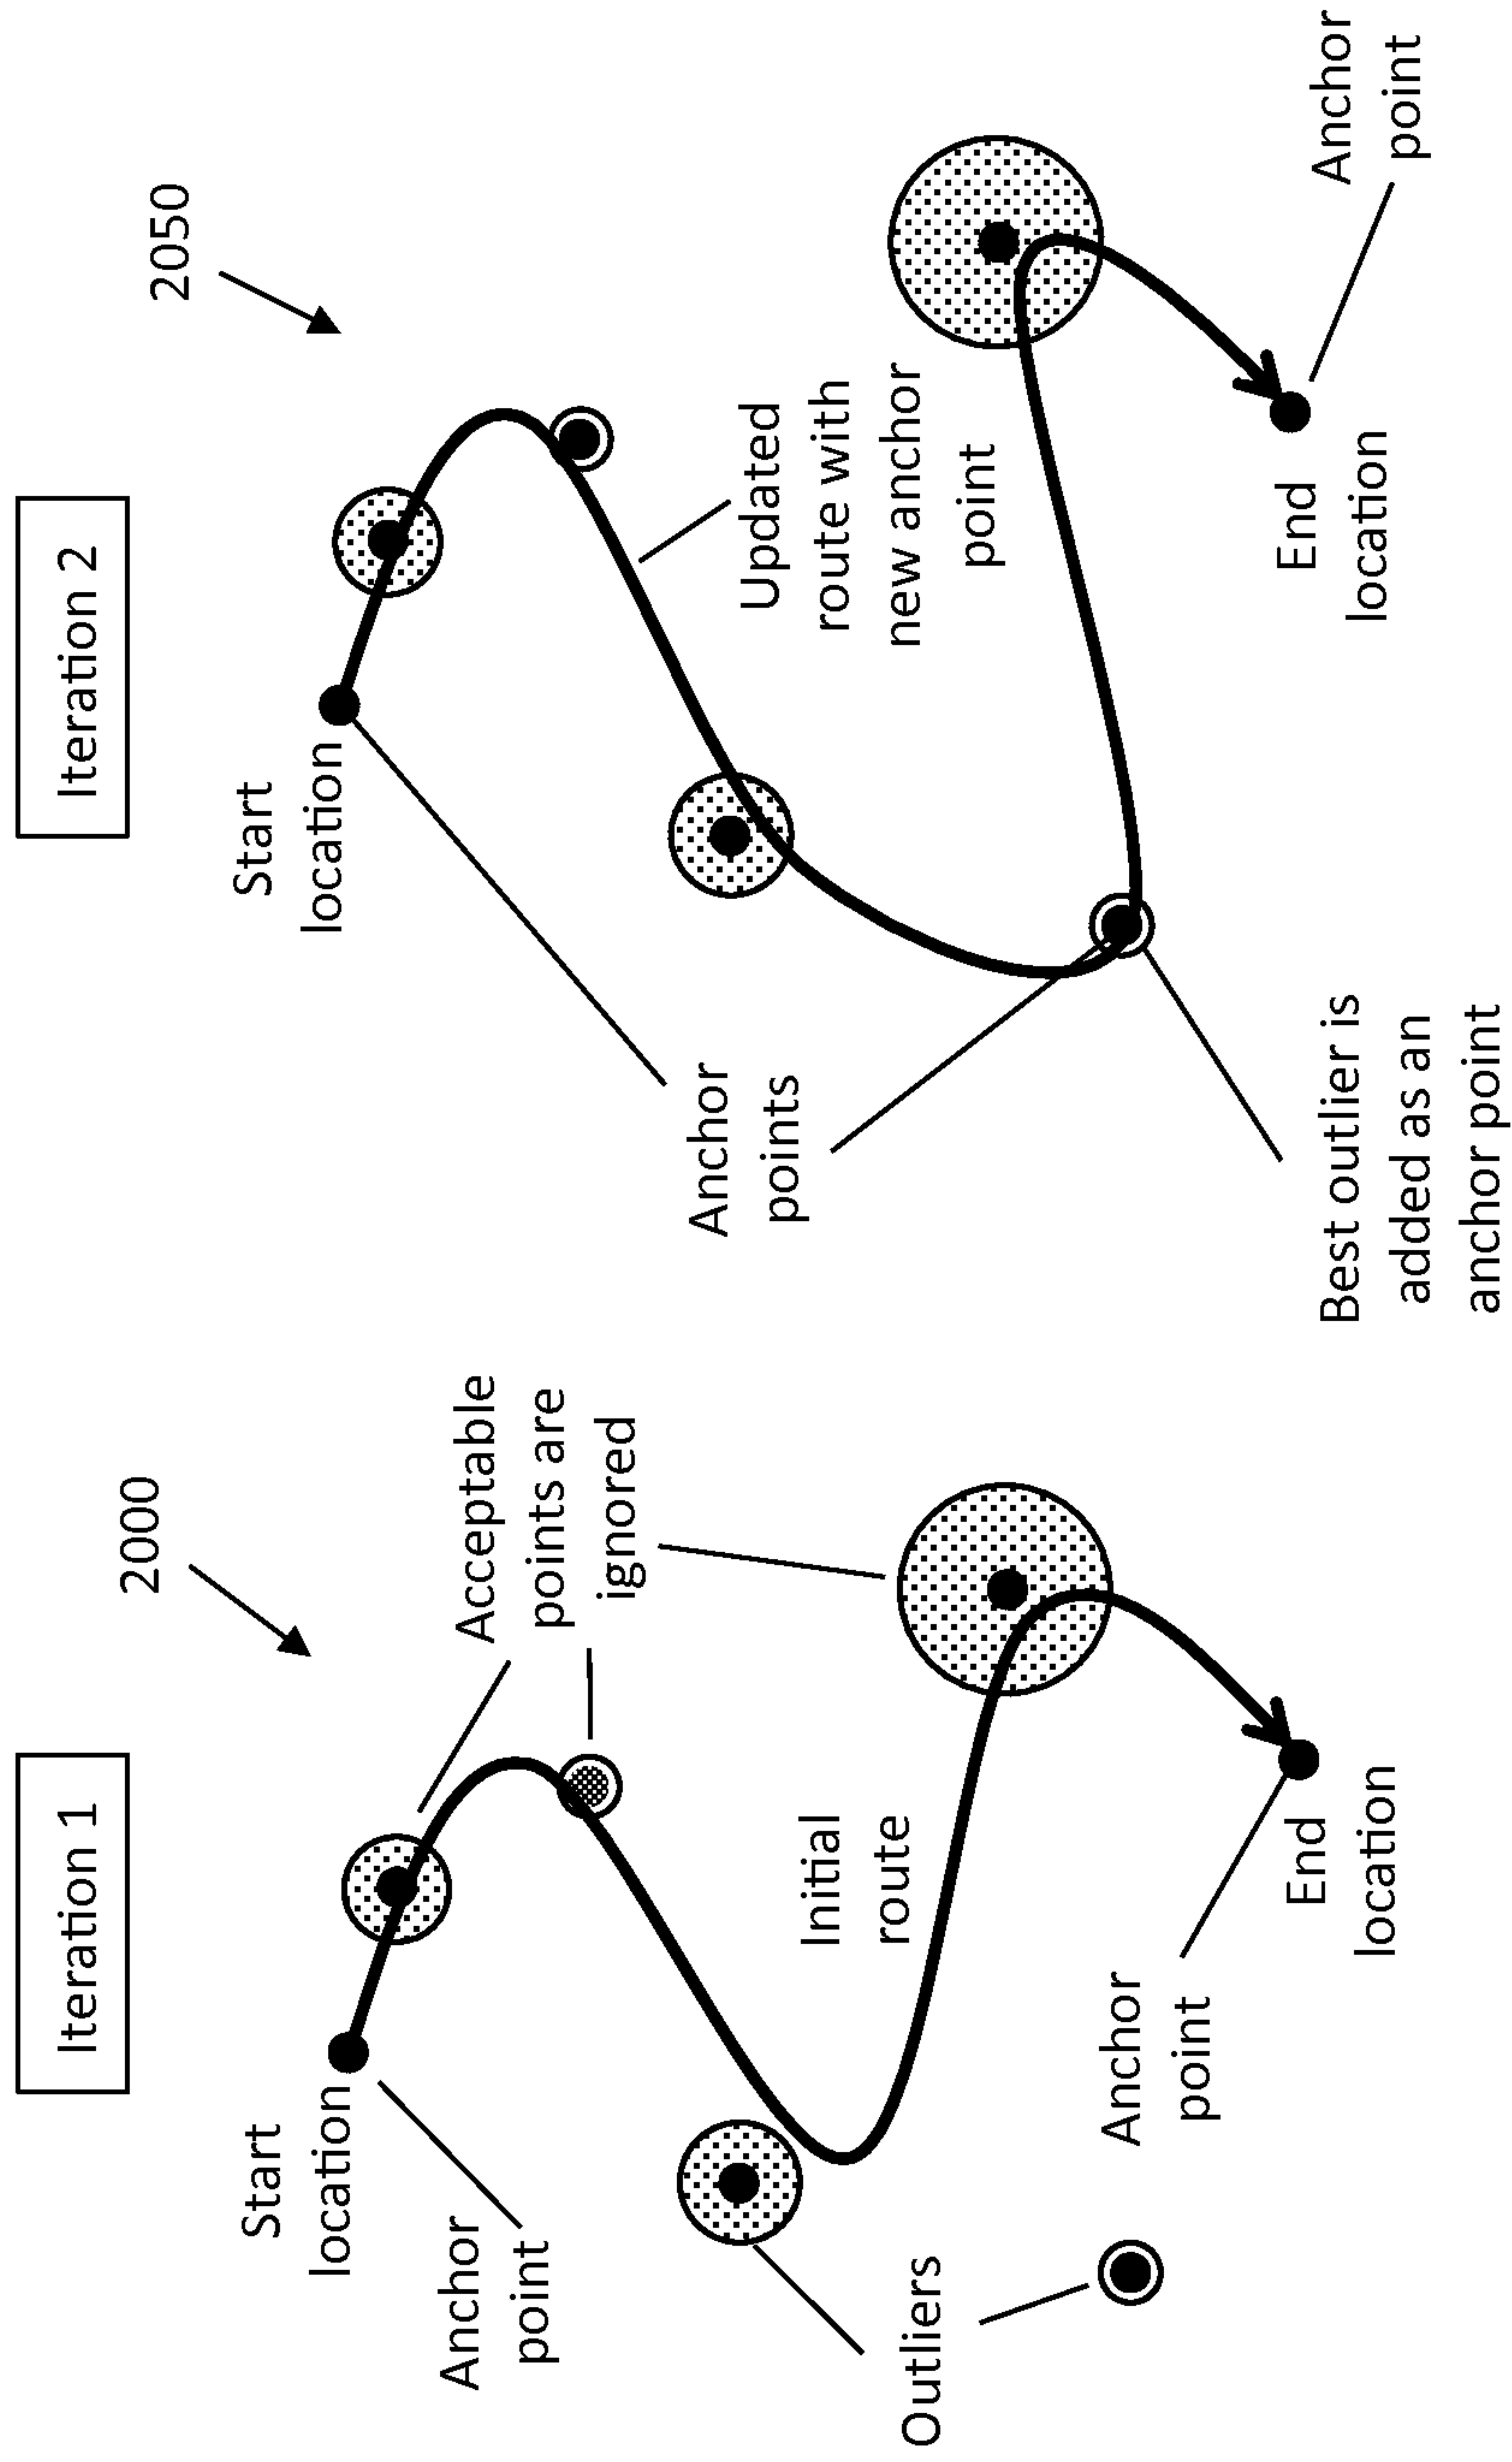 Iteration 1
2000
Start
location
Anchor
point
Acceptable
points are
ignored
Outliers
Initial
route
Anchor
point
End
location
Iteration 2
2050
Start
location
Anchor
points
Updated
route with
new anchor
point
Best outlier is
added as an
anchor point
End
location
Anchor
point